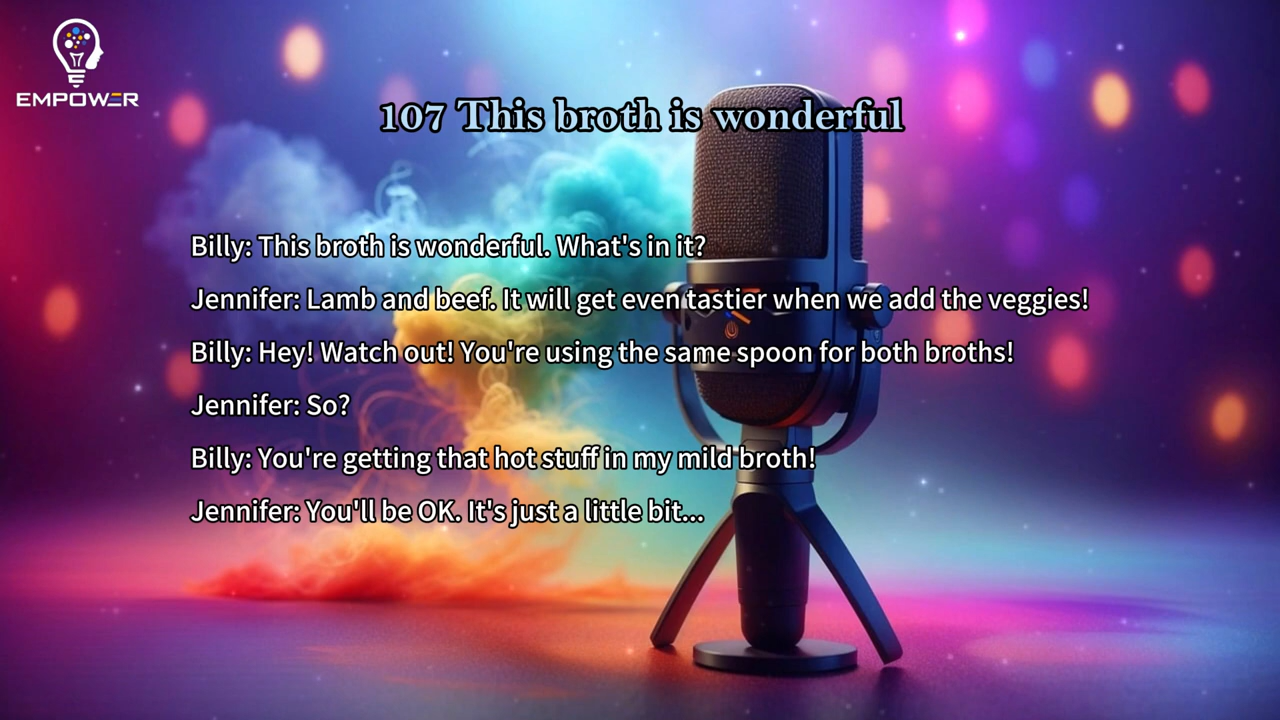 EMPOWER
107 This broth is wonderful
Billy: This broth is wonderful. What's in it?
Jennifer: Lamb and beef. It will get even tastier when we add the veggies!
Billy: Hey! Watch out! You're using the same spoon for both broths!
Jennifer: So?
Billy: You're getting that hot stuff in my mild broth!
Jennifer: You'll be OK. It's just a little bit...